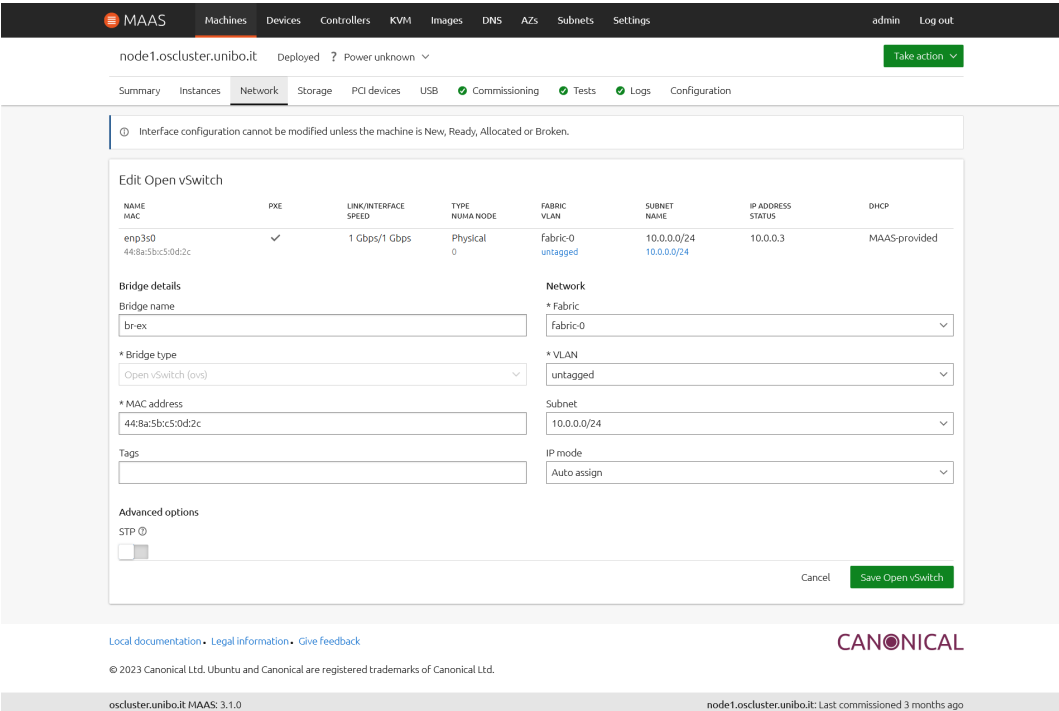 MAAS Machines Devices Controllers KVM Images DNS AZs Subnets Settings admin Log out
node1.oscluster.unibo.it Deployed ? Power unknown Take action
Summary Instances Network Storage PCI devices USB Commissioning Tests Logs Configuration
Interface configuration cannot be modified unless the machine is New, Ready, Allocated or Broken.
Edit Open vSwitch
NAME PXE LINK/INTERFACE TYPE FABRIC SUBNET IP ADDRESS DHCP
MAC SPEED NUMA NODE VLAN NAME STATUS
enp3s0 1 Gbps/1 Gbps Physical fabric-0 10.0.0.0/24 10.0.0.3 MAAS-provided
44:8a:5b:c5:0d:2c 0 untagged 10.0.0.0/24
Bridge details
Bridge name
br-ex
* Bridge type
Open vSwitch (ovs)
* MAC address
44:8a:5b:c5:0d:2c
Tags
Network
* Fabric
fabric-0
* VLAN
untagged
Subnet
10.0.0.0/24
IP mode
Auto assign
Advanced options
STP
Cancel Save Open vSwitch
Local documentation • Legal information • Give feedback
CANONICAL
© 2023 Canonical Ltd. Ubuntu and Canonical are registered trademarks of Canonical Ltd.
oscluster.unibo.it MAAS: 3.1.0 node1.oscluster.unibo.it: Last commissioned 3 months ago